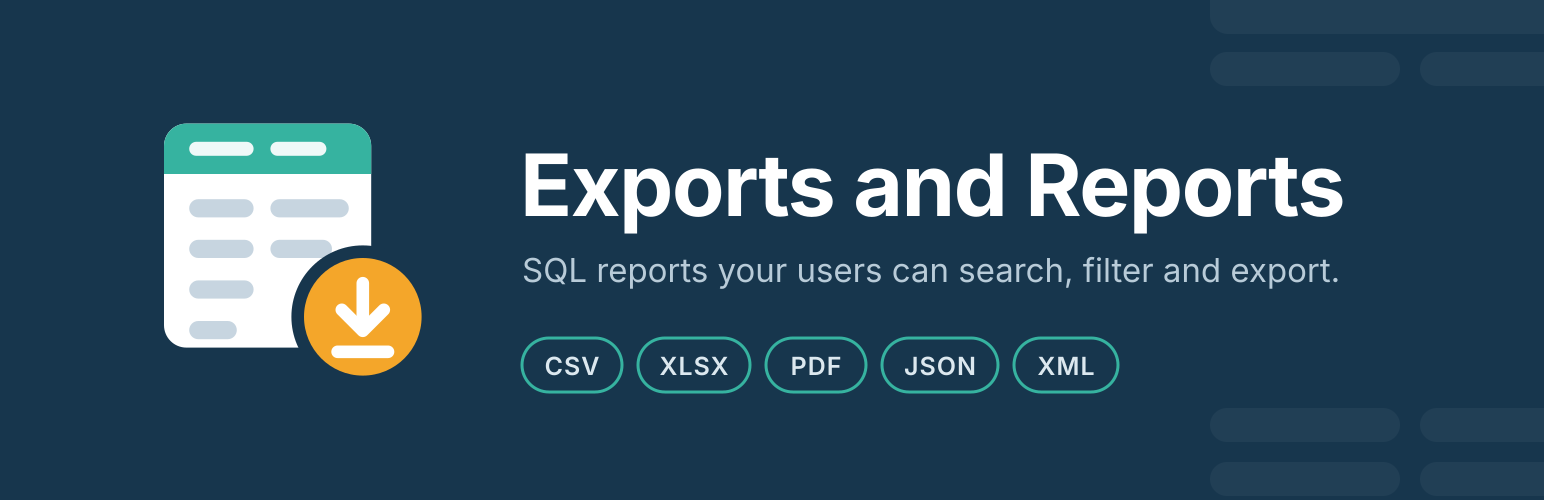 Exports and Reports
SQL reports your users can search, filter and export.
CSV XLSX PDF JSON XML